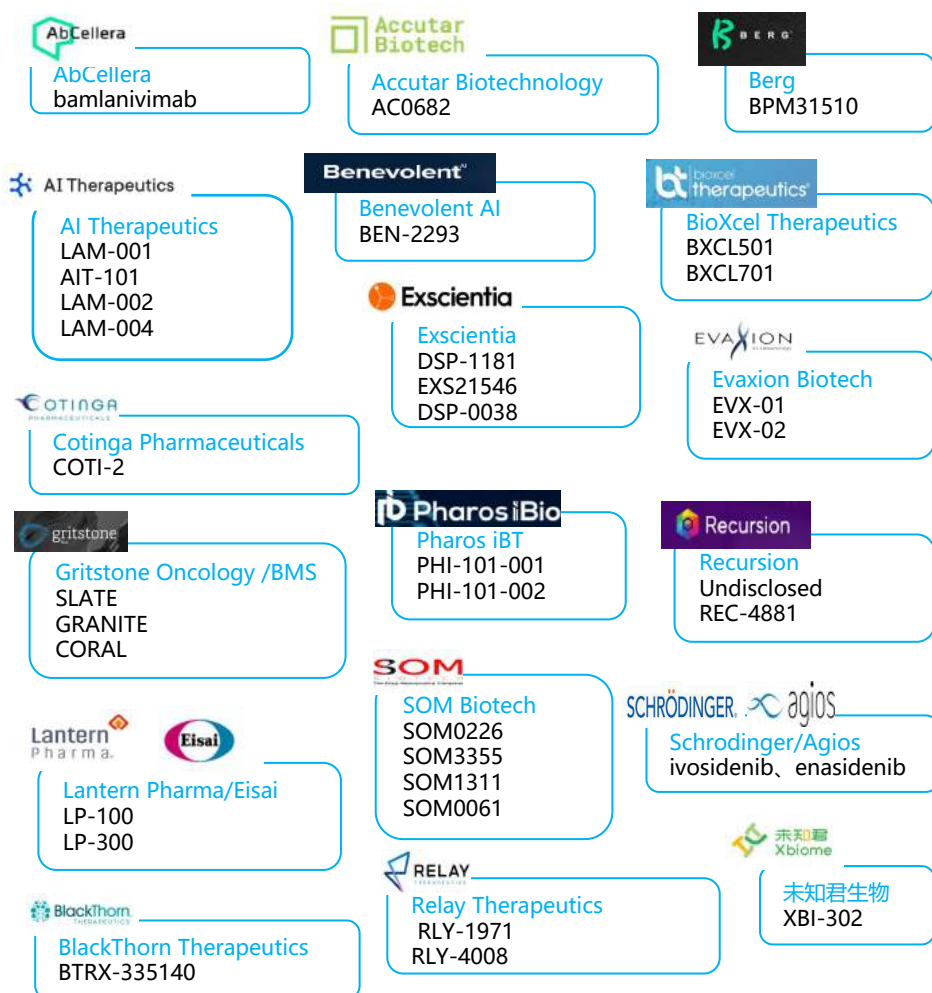 AbCellera
AbCellera
bamlanivimab
Accutar
Biotech
Accutar Biotechnology
AC0682
BERG
Berg
BPM31510
AI Therapeutics
AI Therapeutics
LAM-001
AIT-101
LAM-002
LAM-004
Benevolent
Benevolent AI
BEN-2293
bioxcel
therapeutics
BioXcel Therapeutics
BXCL501
BXCL701
Exscientia
Exscientia
DSP-1181
EXS21546
DSP-0038
EVAXION
Evaxion Biotech
EVX-01
EVX-02
COTINGA
PHARMACEUTICALS
Cotinga Pharmaceuticals
COTI-2
gritstone
Gritstone Oncology /BMS
SLATE
GRANITE
CORAL
Pharos iBio
Pharos iBT
PHI-101-001
PHI-101-002
Recursion
Recursion
Undisclosed
REC-4881
Lantern
Pharma.
Eisai
Lantern Pharma/Eisai
LP-100
LP-300
SOM
SOM Biotech
SOM0226
SOM3355
SOM1311
SOM0061
SCHRÖDINGER.
agios
Schrodinger/Agios
ivosidenib、enasidenib
BlackThorn
THERAPEUTICS
BlackThorn Therapeutics
BTRX-335140
RELAY
THERAPEUTICS
Relay Therapeutics
RLY-1971
RLY-4008
未知君
Xbiome
未知君生物
XBI-302